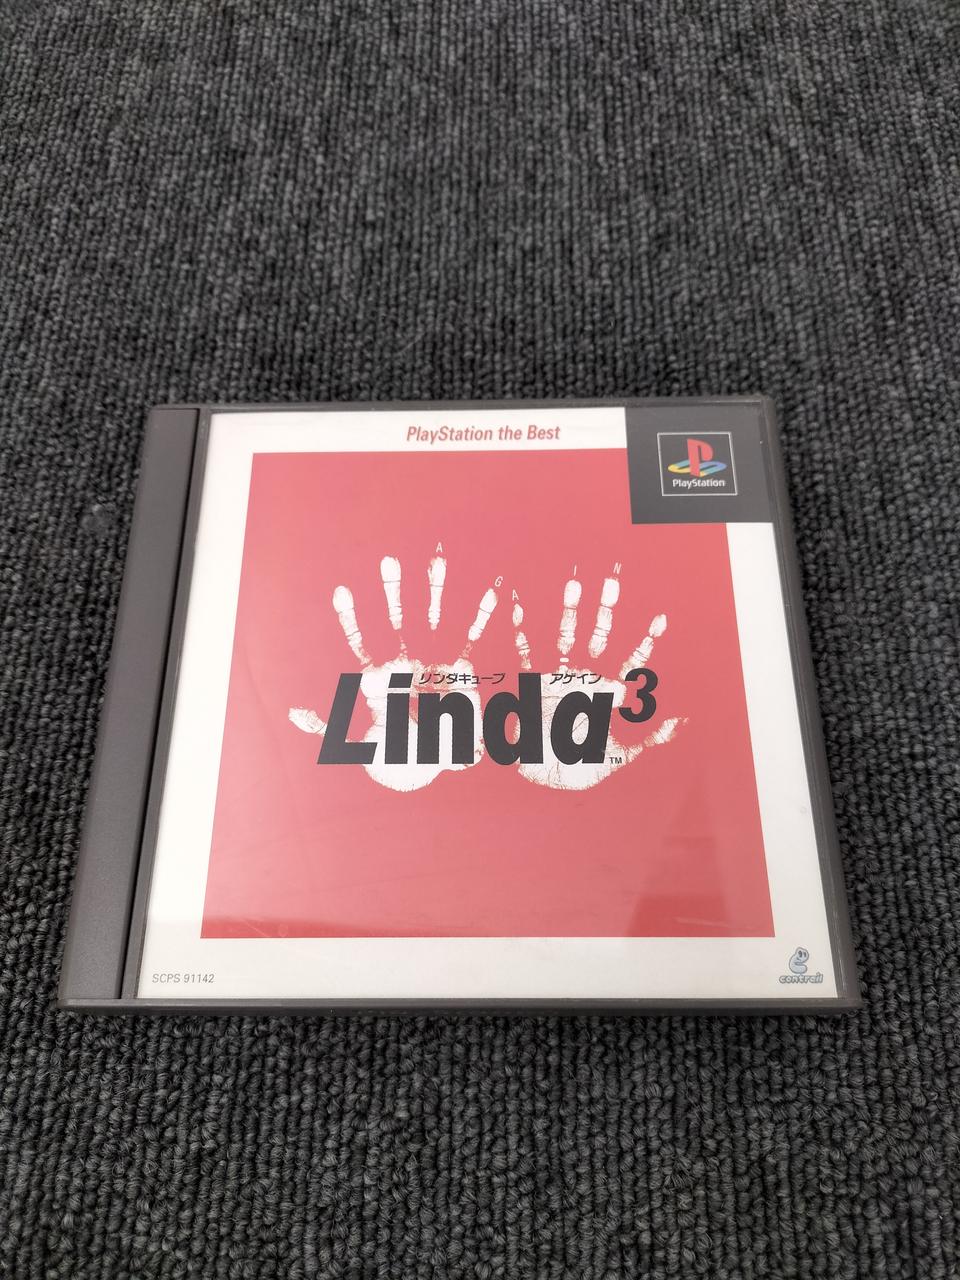 PlayStation the Best
PlayStation
A G A I N
リンダキューブ アゲイン
Linda³
TM
SCPS 91142
contrail